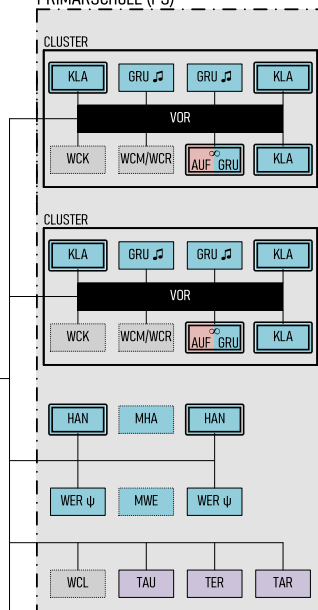 PRIMARSCHULE (PS)
CLUSTER
KLA GRU ♫ GRU ♫ KLA
VOR
WCK WCM/WCR AUF ∞ GRU KLA
CLUSTER
KLA GRU ♫ GRU ♫ KLA
VOR
WCK WCM/WCR AUF ∞ GRU KLA
HAN MHA HAN
WER ψ MWE WER ψ
WCL TAU TER TAR